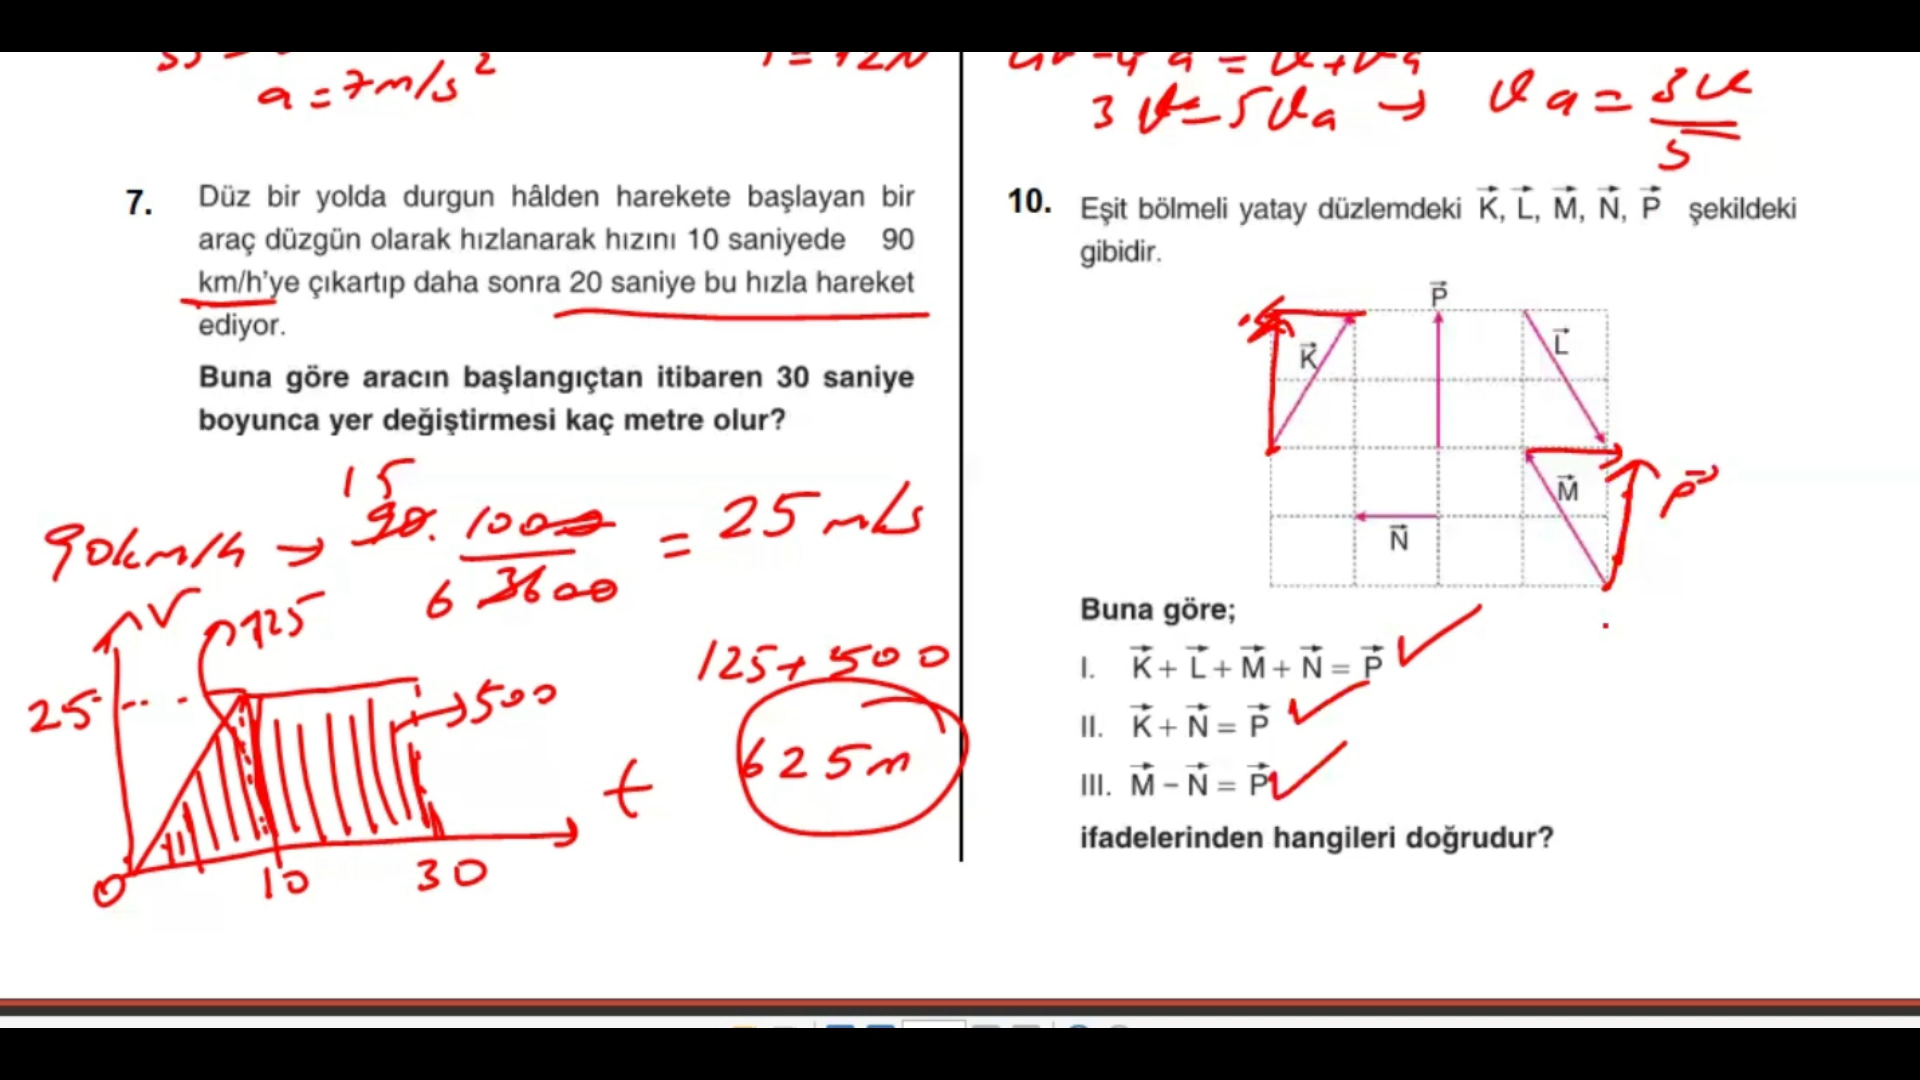 a = 7 m/s²
3v = 5va → va = 3v/5
7. Düz bir yolda durgun hâlden harekete başlayan bir
araç düzgün olarak hızlanarak hızını 10 saniyede 90
km/h'ye çıkartıp daha sonra 20 saniye bu hızla hareket
ediyor.
Buna göre aracın başlangıçtan itibaren 30 saniye
boyunca yer değiştirmesi kaç metre olur?
15
90km/h → 90. 1000 / 3600 = 25 m/s
6
V
125
25
500
0
10
30
t
125 + 500
625m
10. Eşit bölmeli yatay düzlemdeki K, L, M, N, P şekildeki
gibidir.
P
K
L
M
P
N
Buna göre;
I. K + L + M + N = P
II. K + N = P
III. M – N = P
ifadelerinden hangileri doğrudur?